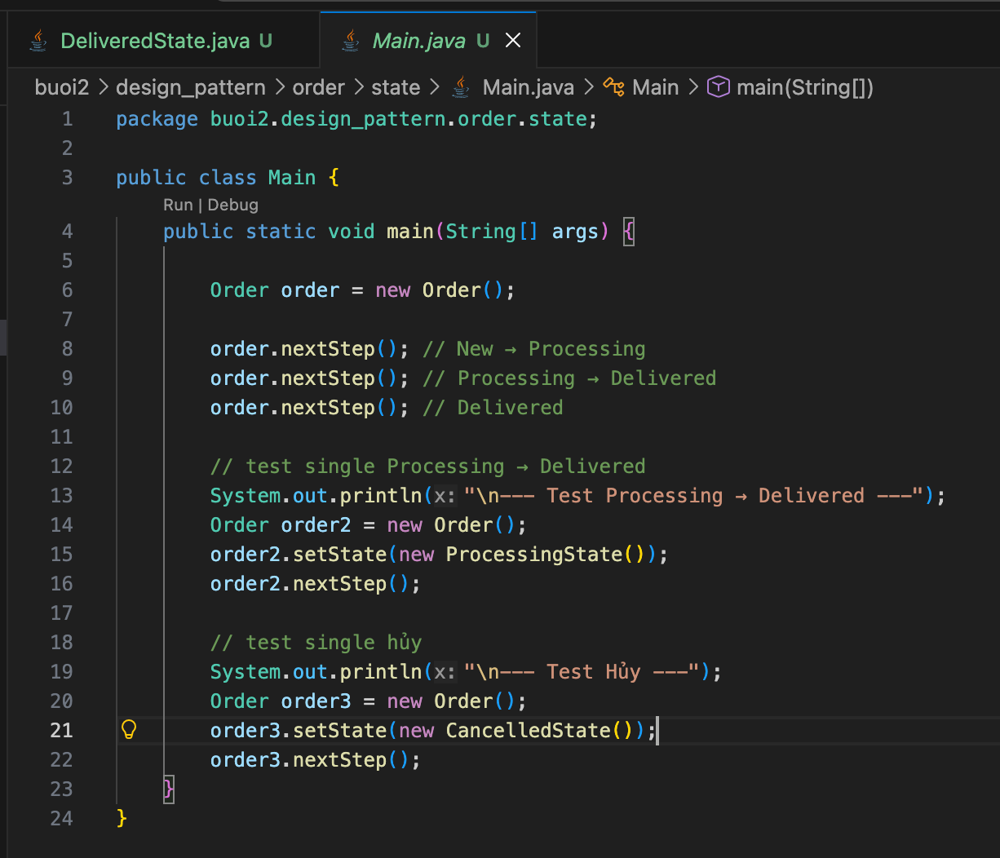 DeliveredState.java U
Main.java U
buoi2 > design_pattern > order > state > Main.java > Main > main(String[])
1 package buoi2.design_pattern.order.state;
2
3 public class Main {
Run | Debug
4 public static void main(String[] args) {
5
6 Order order = new Order();
7
8 order.nextStep(); // New → Processing
9 order.nextStep(); // Processing → Delivered
10 order.nextStep(); // Delivered
11
12 // test single Processing → Delivered
13 System.out.println(x: "\n--- Test Processing → Delivered ---");
14 Order order2 = new Order();
15 order2.setState(new ProcessingState());
16 order2.nextStep();
17
18 // test single hủy
19 System.out.println(x: "\n--- Test Hủy ---");
20 Order order3 = new Order();
21 order3.setState(new CancelledState());
22 order3.nextStep();
23 }
24 }